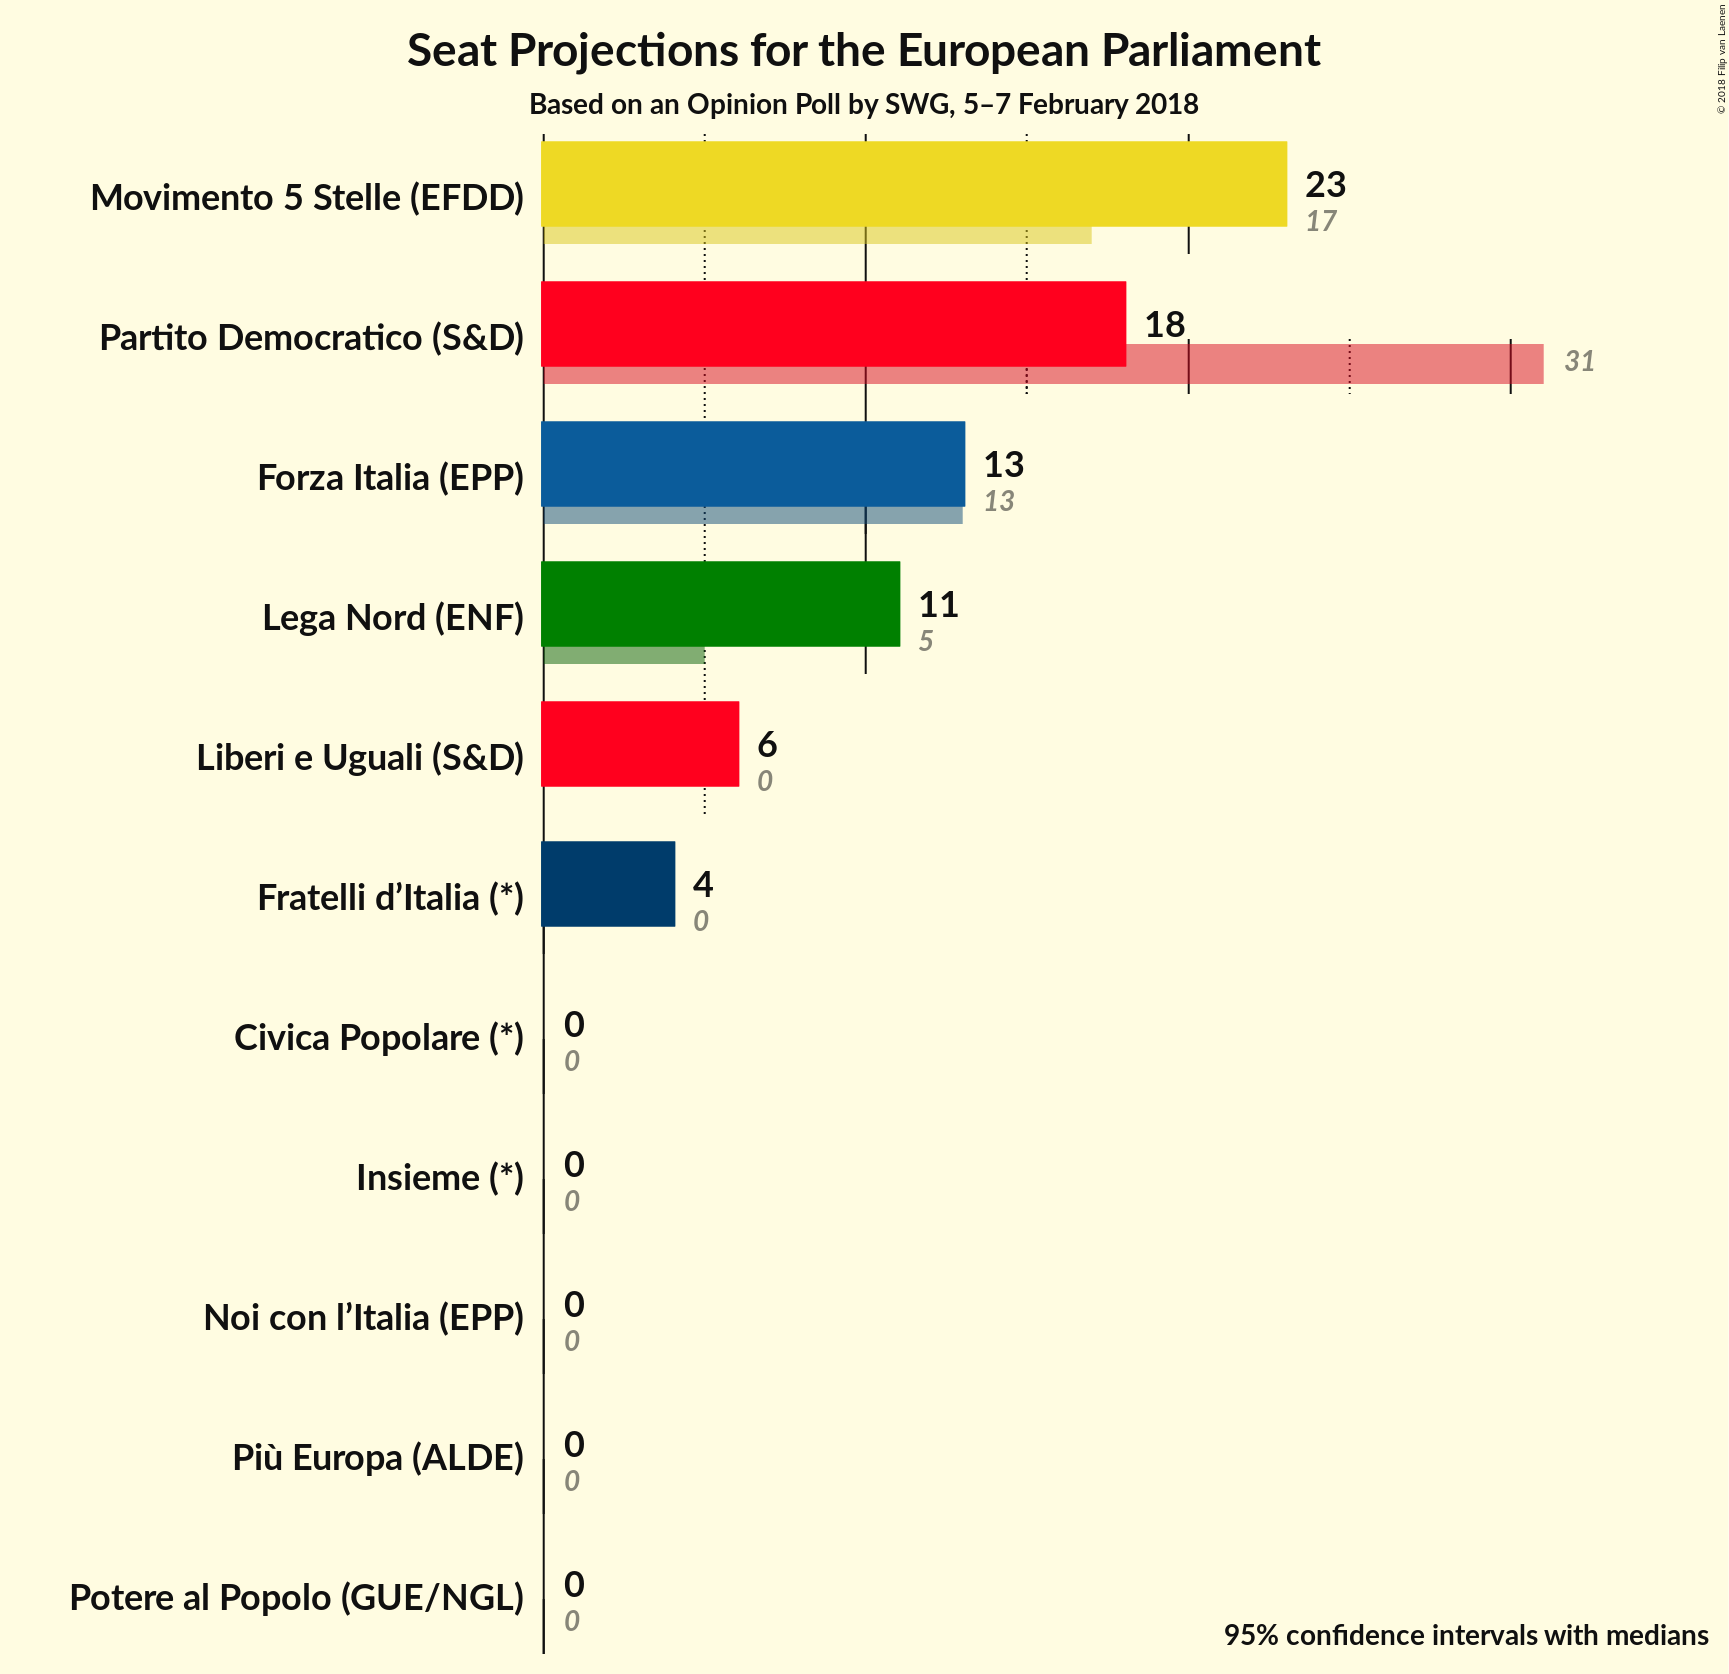 Seat Projections for the European Parliament
Based on an Opinion Poll by SWG, 5–7 February 2018
© 2018 Filip van Laenen
Movimento 5 Stelle (EFDD)
23
17
Partito Democratico (S&D)
18
31
Forza Italia (EPP)
13
13
Lega Nord (ENF)
11
5
Liberi e Uguali (S&D)
6
0
Fratelli d’Italia (*)
4
0
Civica Popolare (*)
0
0
Insieme (*)
0
0
Noi con l’Italia (EPP)
0
0
Più Europa (ALDE)
0
0
Potere al Popolo (GUE/NGL)
0
0
95% confidence intervals with medians